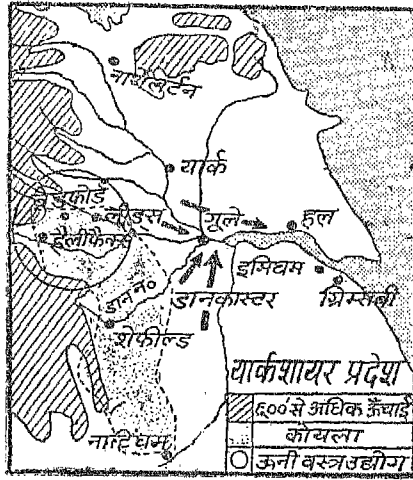 नार्थलर्टन
यार्क
ब्रेडफोर्ड
लीड्स
गूले
हल
हैलीफैक्स
इमिंघम
ग्रिम्सबी
डान न०
डानकास्टर
शेफील्ड
नाटिंघम
यार्कशायर प्रदेश
६००' से अधिक ऊँचाई
कोयला
ऊनी वस्त्र उद्योग